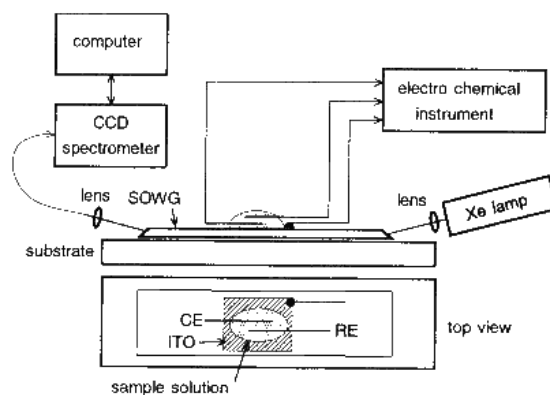 computer
electro chemical
instrument
CCD
spectrometer
lens
SOWG
lens
Xe lamp
substrate
CE
RE
ITO
top view
sample solution